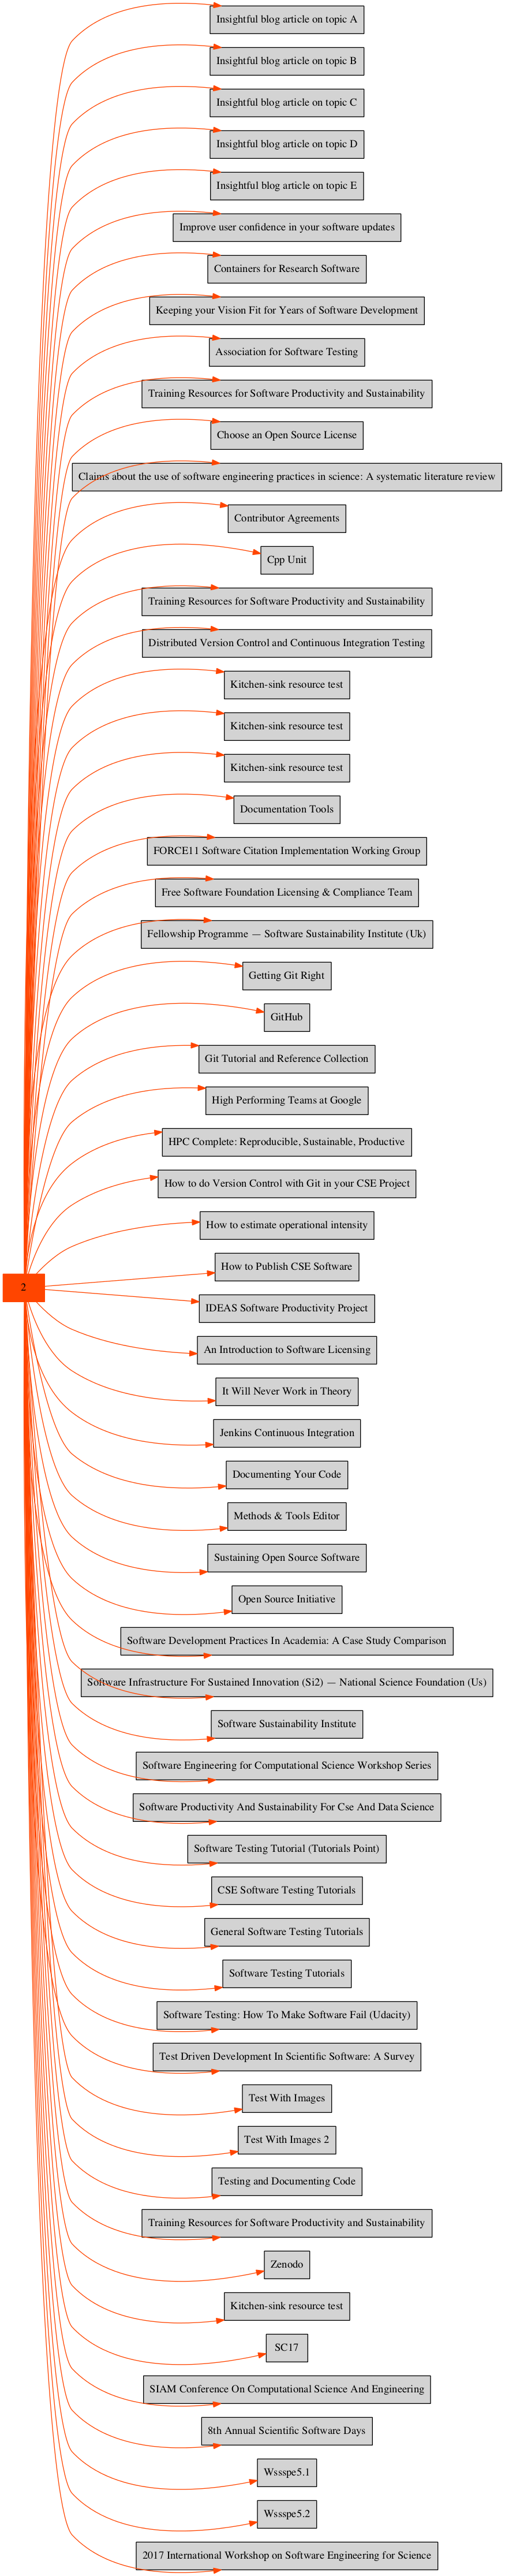 Insightful blog article on topic A
Insightful blog article on topic B
Insightful blog article on topic C
Insightful blog article on topic D
Insightful blog article on topic E
Improve user confidence in your software updates
Containers for Research Software
Keeping your Vision Fit for Years of Software Development
Association for Software Testing
Training Resources for Software Productivity and Sustainability
Choose an Open Source License
Claims about the use of software engineering practices in science: A systematic literature review
Contributor Agreements
Cpp Unit
Training Resources for Software Productivity and Sustainability
Distributed Version Control and Continuous Integration Testing
Kitchen-sink resource test
Kitchen-sink resource test
Kitchen-sink resource test
Documentation Tools
FORCE11 Software Citation Implementation Working Group
Free Software Foundation Licensing & Compliance Team
Fellowship Programme — Software Sustainability Institute (Uk)
Getting Git Right
GitHub
Git Tutorial and Reference Collection
High Performing Teams at Google
HPC Complete: Reproducible, Sustainable, Productive
How to do Version Control with Git in your CSE Project
How to estimate operational intensity
How to Publish CSE Software
2
IDEAS Software Productivity Project
An Introduction to Software Licensing
It Will Never Work in Theory
Jenkins Continuous Integration
Documenting Your Code
Methods & Tools Editor
Sustaining Open Source Software
Open Source Initiative
Software Development Practices In Academia: A Case Study Comparison
Software Infrastructure For Sustained Innovation (Si2) — National Science Foundation (Us)
Software Sustainability Institute
Software Engineering for Computational Science Workshop Series
Software Productivity And Sustainability For Cse And Data Science
Software Testing Tutorial (Tutorials Point)
CSE Software Testing Tutorials
General Software Testing Tutorials
Software Testing Tutorials
Software Testing: How To Make Software Fail (Udacity)
Test Driven Development In Scientific Software: A Survey
Test With Images
Test With Images 2
Testing and Documenting Code
Training Resources for Software Productivity and Sustainability
Zenodo
Kitchen-sink resource test
SC17
SIAM Conference On Computational Science And Engineering
8th Annual Scientific Software Days
Wssspe5.1
Wssspe5.2
2017 International Workshop on Software Engineering for Science